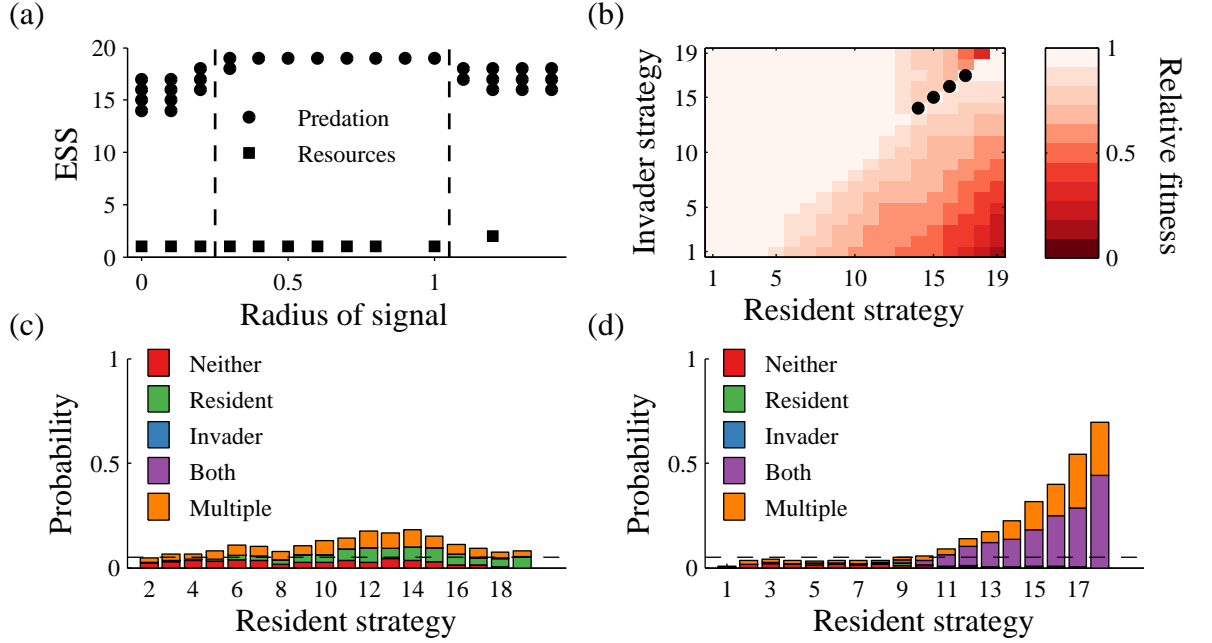 (a)
20
15
10
5
0
ESS
Predation
Resources
0
0.5
1
Radius of signal
(b)
19
15
10
5
1
Invader strategy
1
5
10
15
19
Resident strategy
1
0.5
0
Relative fitness
(c)
1
0.5
0
Probability
Neither
Resident
Invader
Both
Multiple
2
4
6
8
10
12
14
16
18
Resident strategy
(d)
1
0.5
0
Probability
Neither
Resident
Invader
Both
Multiple
1
3
5
7
9
11
13
15
17
Resident strategy